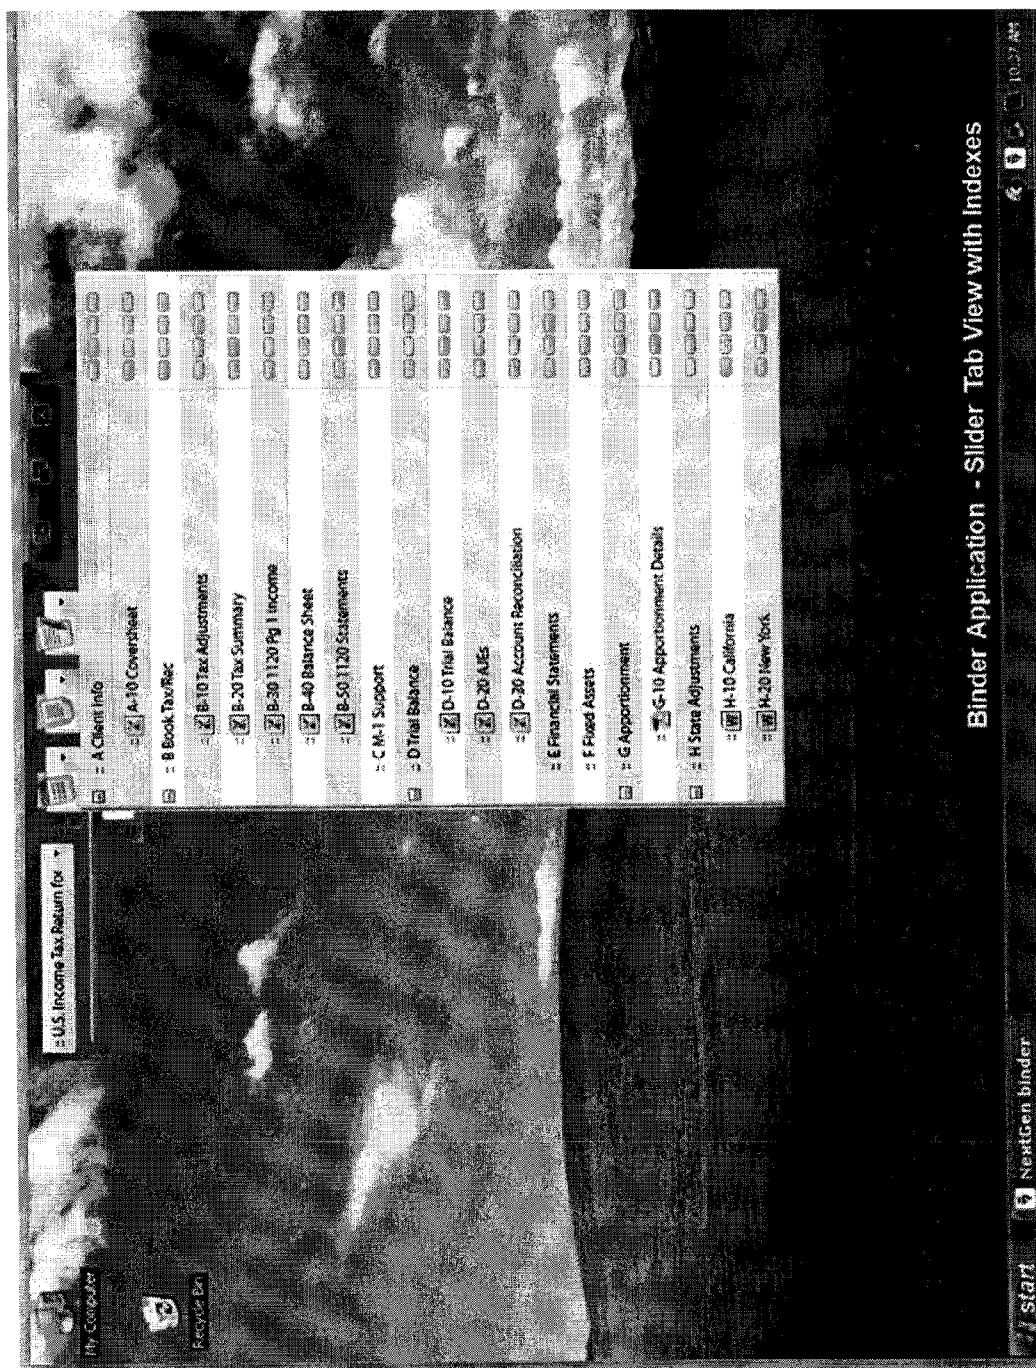 My Computer
Recycle Bin
:: U.S. Income Tax Return for
:: A Client Info
:: A-10 Coversheet
:: B Book Tax/Rec
:: B-10 Tax Adjustments
:: B-20 Tax Summary
:: B-30 1120 Pg 1 Income
:: B-40 Balance Sheet
:: B-50 1120 Statements
:: C M-1 Support
:: D Trial Balance
:: D-10 Trial Balance
:: D-20 AJEs
:: D-30 Account Reconciliation
:: E Financial Statements
:: F Fixed Assets
:: G Apportionment
:: G-10 Apportionment Details
:: H State Adjustments
:: H-10 California
:: H-20 New York
Binder Application - Slider Tab View with Indexes
start
NextGen binder
10:37 AM